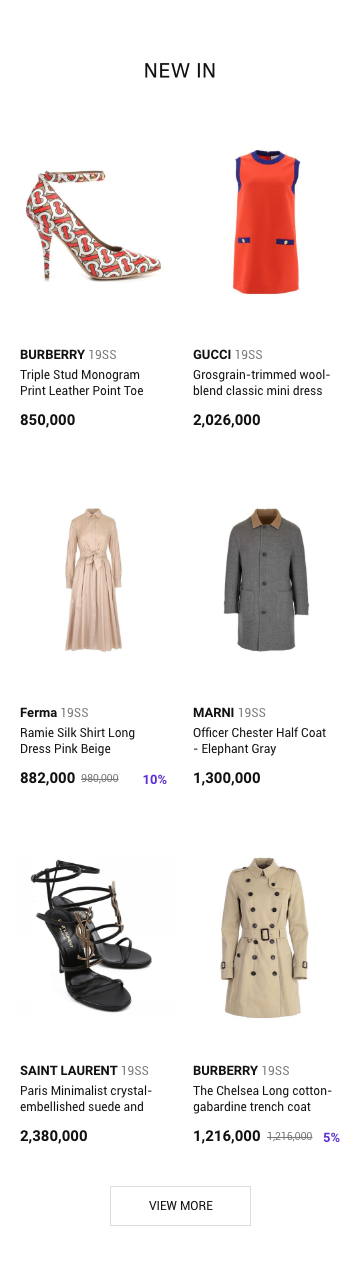 NEW IN
BURBERRY 19SS
Triple Stud Monogram
Print Leather Point Toe
850,000
GUCCI 19SS
Grosgrain-trimmed wool-
blend classic mini dress
2,026,000
Ferma 19SS
Ramie Silk Shirt Long
Dress Pink Beige
882,000 980,000 10%
MARNI 19SS
Officer Chester Half Coat
- Elephant Gray
1,300,000
SAINT LAURENT 19SS
Paris Minimalist crystal-
embellished suede and
2,380,000
BURBERRY 19SS
The Chelsea Long cotton-
gabardine trench coat
1,216,000 1,216,000 5%
VIEW MORE